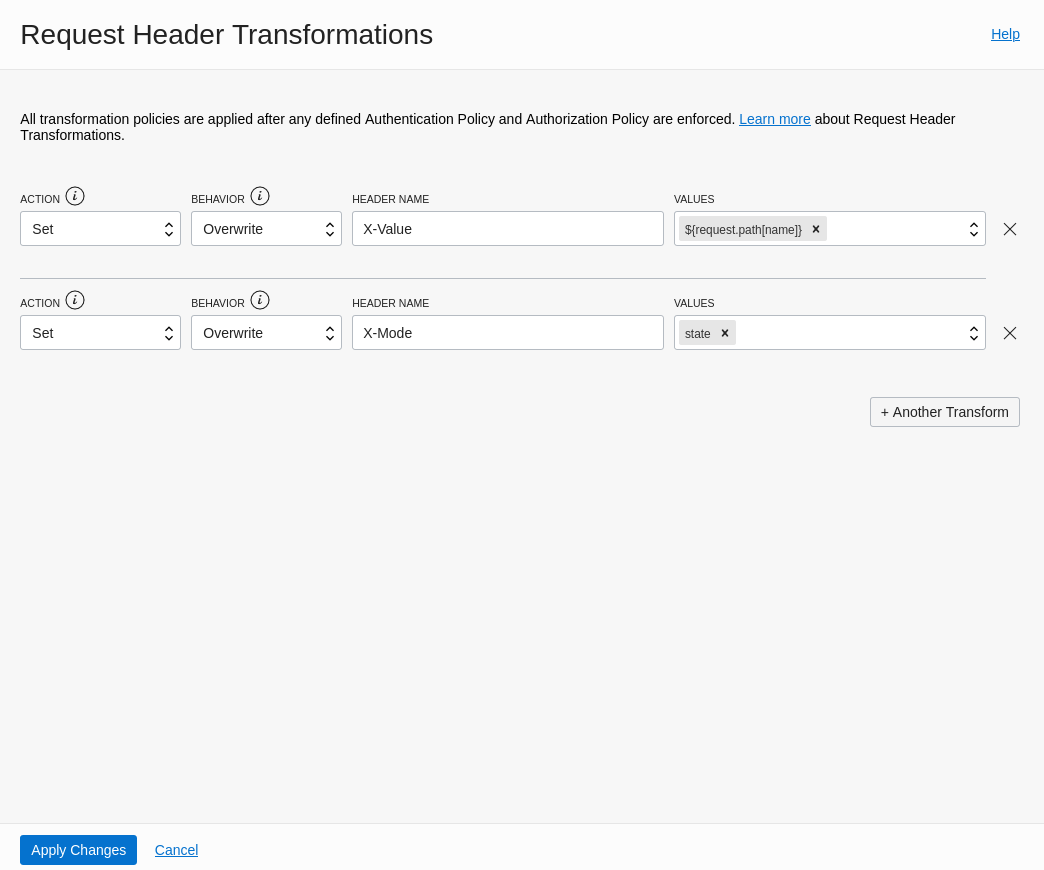 Request Header Transformations
Help
All transformation policies are applied after any defined Authentication Policy and Authorization Policy are enforced. Learn more about Request Header
Transformations.
ACTION i BEHAVIOR i HEADER NAME VALUES
Set Overwrite X-Value ${request.path[name]} x
ACTION i BEHAVIOR i HEADER NAME VALUES
Set Overwrite X-Mode state x
+ Another Transform
Apply Changes Cancel